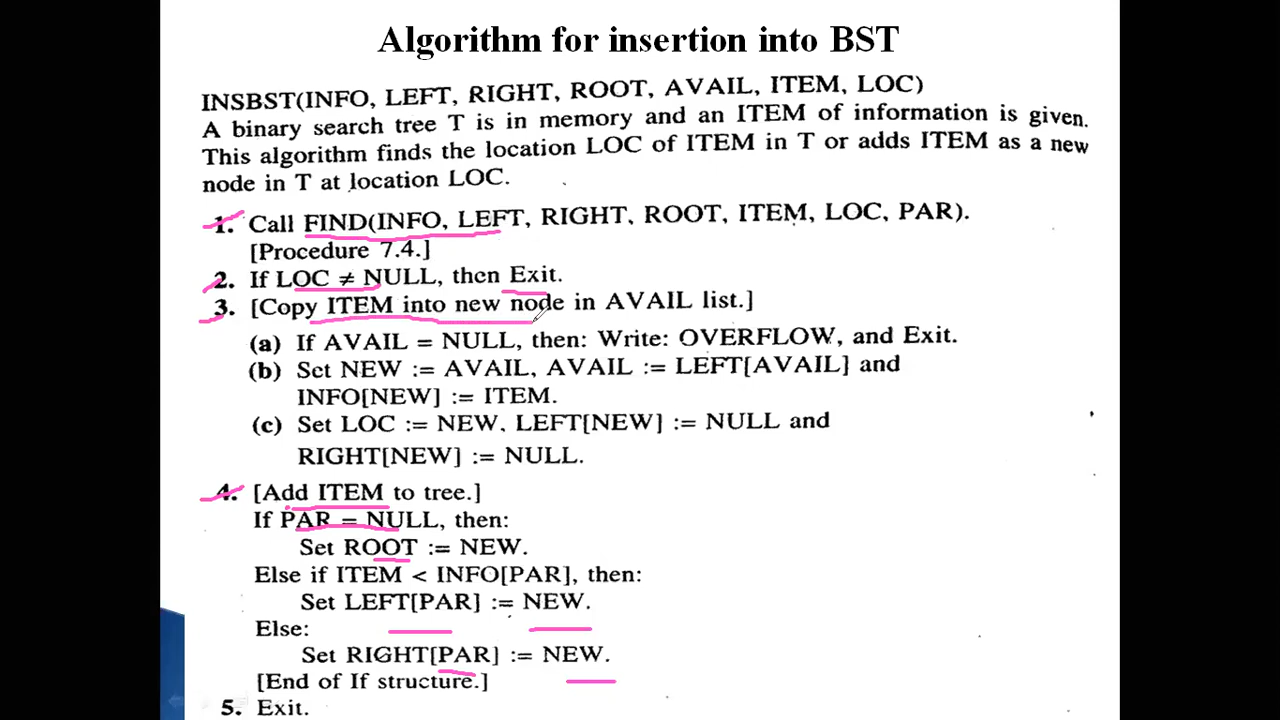 Algorithm for insertion into BST
INSBST(INFO, LEFT, RIGHT, ROOT, AVAIL, ITEM, LOC)
A binary search tree T is in memory and an ITEM of information is given.
This algorithm finds the location LOC of ITEM in T or adds ITEM as a new
node in T at location LOC.
1. Call FIND(INFO, LEFT, RIGHT, ROOT, ITEM, LOC, PAR).
[Procedure 7.4.]
2. If LOC ≠ NULL, then Exit.
3. [Copy ITEM into new node in AVAIL list.]
(a) If AVAIL = NULL, then: Write: OVERFLOW, and Exit.
(b) Set NEW := AVAIL, AVAIL := LEFT[AVAIL] and
INFO[NEW] := ITEM.
(c) Set LOC := NEW, LEFT[NEW] := NULL and
RIGHT[NEW] := NULL.
4. [Add ITEM to tree.]
If PAR = NULL, then:
Set ROOT := NEW.
Else if ITEM < INFO[PAR], then:
Set LEFT[PAR] := NEW.
Else:
Set RIGHT[PAR] := NEW.
[End of If structure.]
5. Exit.